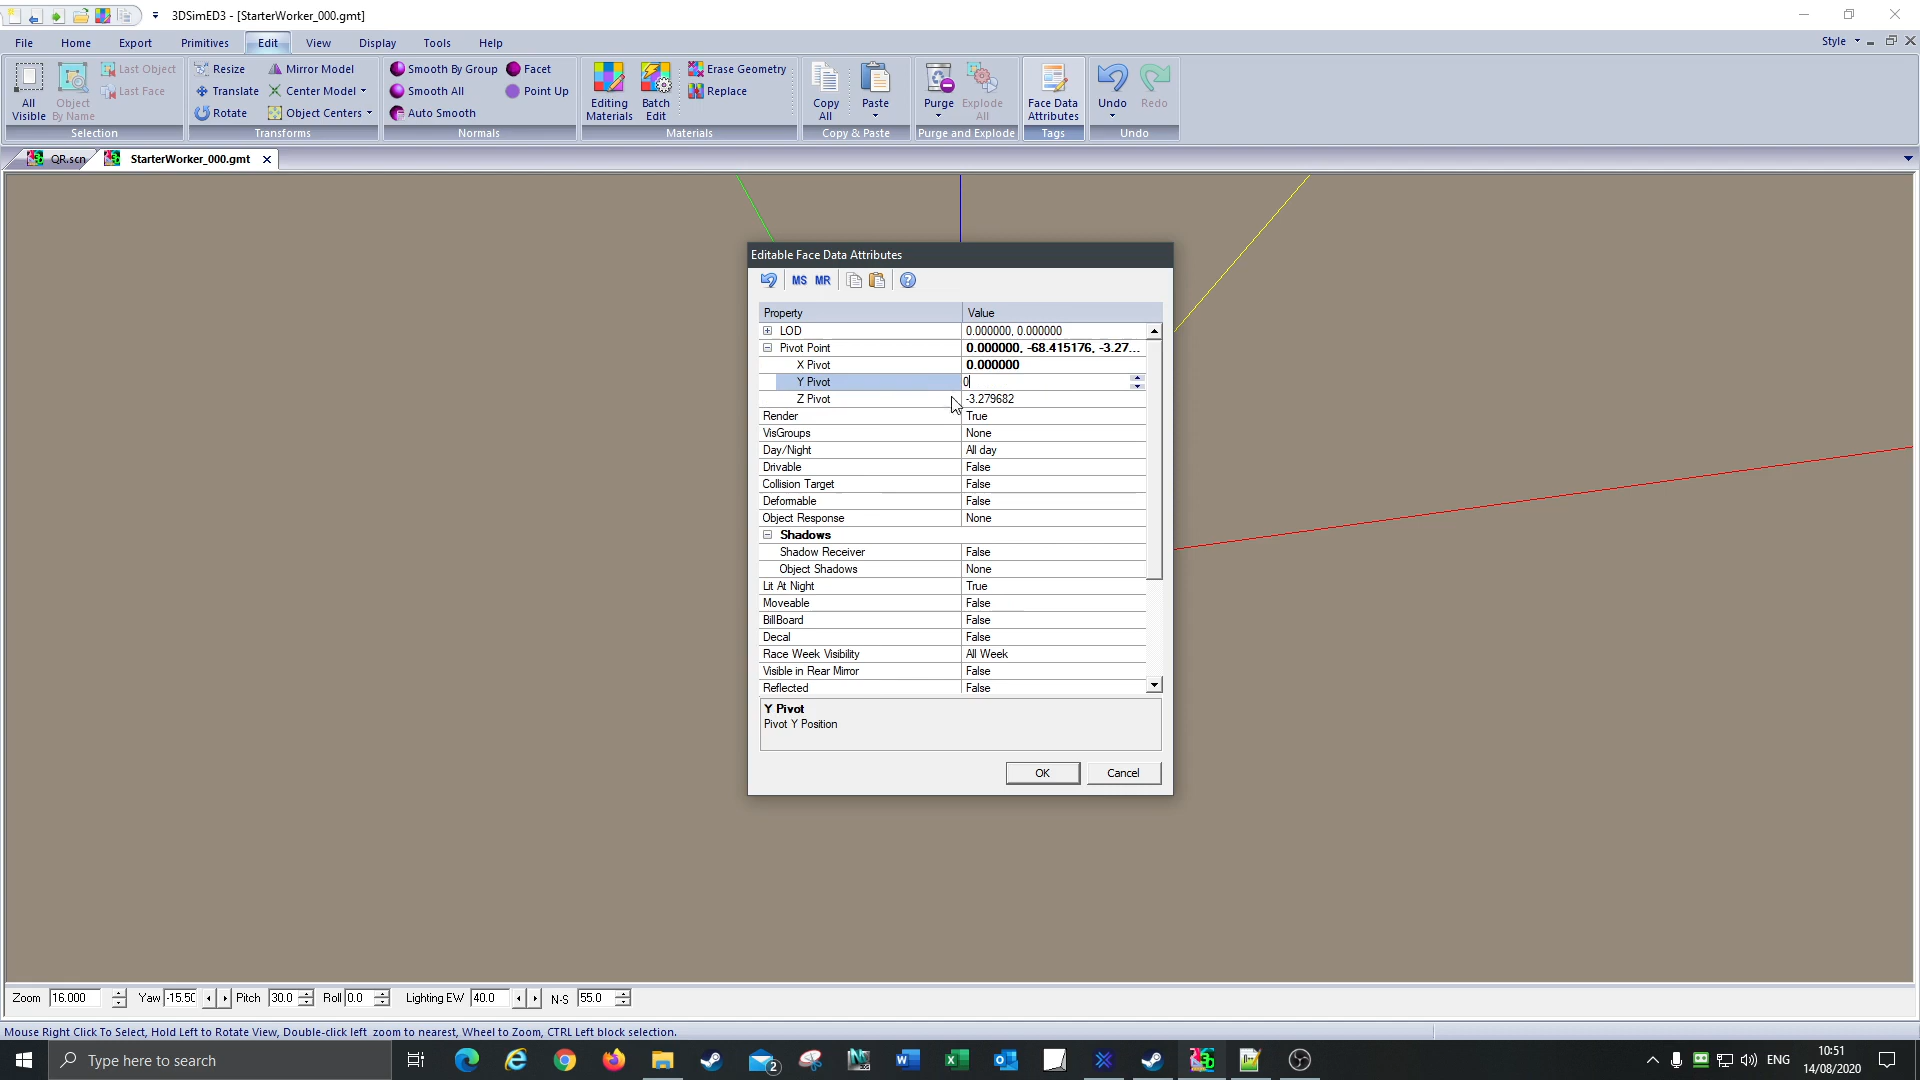 3DSimED3 - [StarterWorker_000.gmt]
File Home Export Primitives Edit View Display Tools Help Style
All Visible
Object By Name
Last Object
Last Face
Selection
Resize
Translate
Rotate
Mirror Model
Center Model
Object Centers
Transforms
Smooth By Group
Smooth All
Auto Smooth
Facet
Point Up
Normals
Editing Materials
Batch Edit
Erase Geometry
Replace
Materials
Copy All
Paste
Copy & Paste
Purge
Explode All
Purge and Explode
Face Data Attributes
Tags
Undo
Redo
Undo
QR.scn StarterWorker_000.gmt
Editable Face Data Attributes
MS MR
Property Value
LOD 0.000000, 0.000000
Pivot Point 0.000000, -68.415176, -3.27...
X Pivot 0.000000
Y Pivot 0
Z Pivot -3.279682
Render True
VisGroups None
Day/Night All day
Drivable False
Collision Target False
Deformable False
Object Response None
Shadows
Shadow Receiver False
Object Shadows None
Lit At Night True
Moveable False
BillBoard False
Decal False
Race Week Visibility All Week
Visible in Rear Mirror False
Reflected False
Y Pivot
Pivot Y Position
OK Cancel
Zoom 16.000 Yaw -15.50 Pitch 30.0 Roll 0.0 Lighting EW 40.0 N-S 55.0
Mouse Right Click To Select, Hold Left to Rotate View, Double-click left zoom to nearest, Wheel to Zoom, CTRL Left block selection.
Type here to search
2
ENG
10:51
14/08/2020